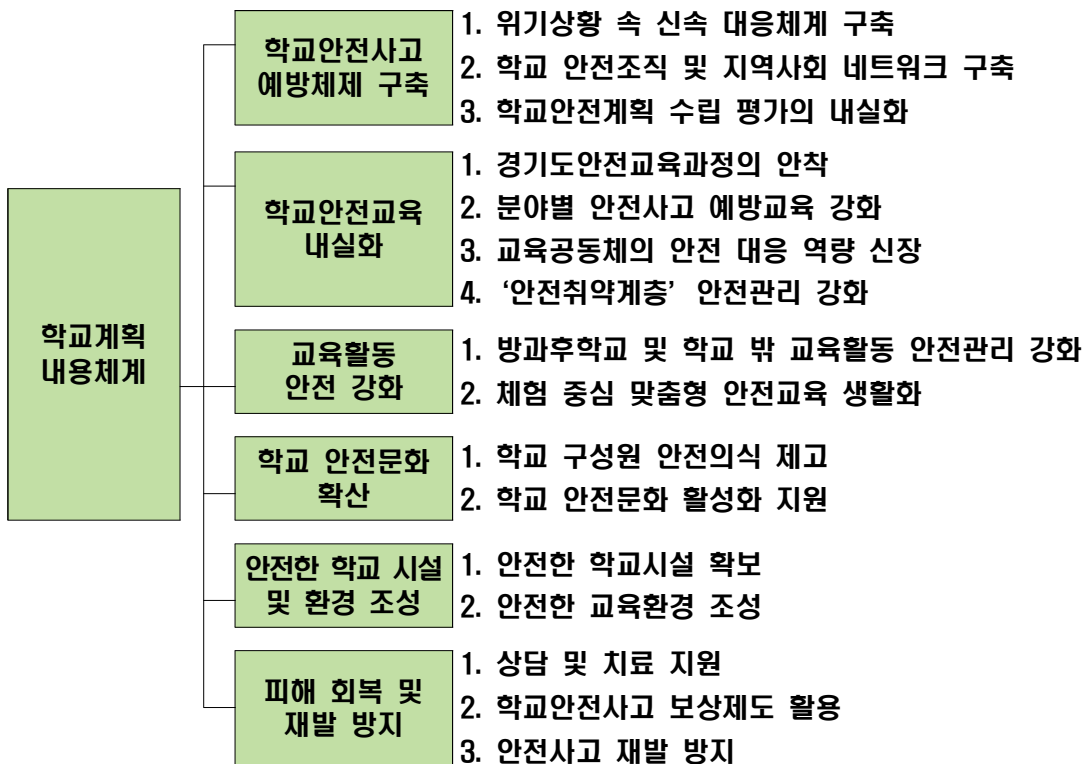 학교계획
내용체계
학교안전사고
예방체제 구축
1. 위기상황 속 신속 대응체계 구축
2. 학교 안전조직 및 지역사회 네트워크 구축
3. 학교안전계획 수립 평가의 내실화
학교안전교육
내실화
1. 경기도안전교육과정의 안착
2. 분야별 안전사고 예방교육 강화
3. 교육공동체의 안전 대응 역량 신장
4. ‘안전취약계층’ 안전관리 강화
교육활동
안전 강화
1. 방과후학교 및 학교 밖 교육활동 안전관리 강화
2. 체험 중심 맞춤형 안전교육 생활화
학교 안전문화
확산
1. 학교 구성원 안전의식 제고
2. 학교 안전문화 활성화 지원
안전한 학교 시설
및 환경 조성
1. 안전한 학교시설 확보
2. 안전한 교육환경 조성
피해 회복 및
재발 방지
1. 상담 및 치료 지원
2. 학교안전사고 보상제도 활용
3. 안전사고 재발 방지